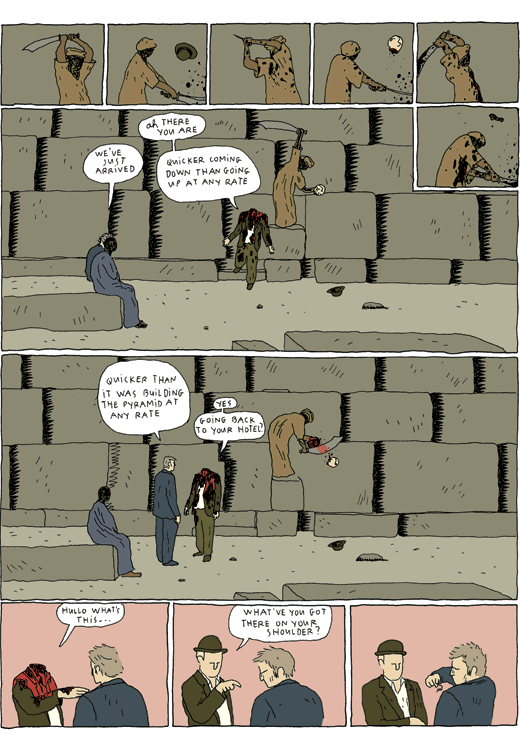 WE'VE
JUST
ARRIVED
ah THERE
YOU ARE
QUICKER COMING
DOWN THAN GOING
UP AT ANY RATE
QUICKER THAN
IT WAS BUILDING
THE PYRAMID AT
ANY RATE
YES
GOING BACK
TO YOUR HOTEL?
HULLO WHAT'S
THIS...
WHAT'VE YOU GOT
THERE ON YOUR
SHOULDER?